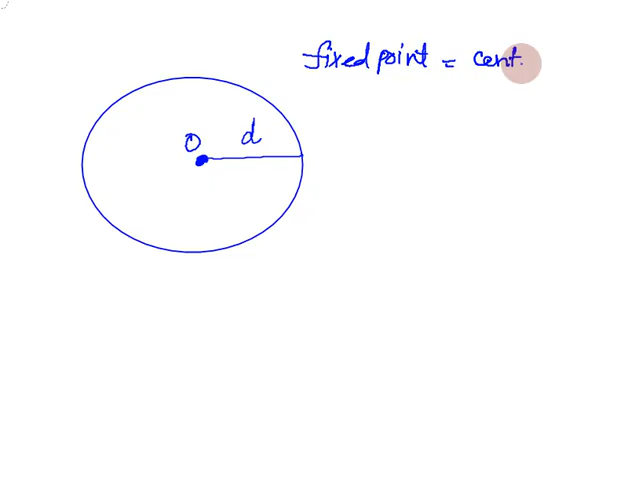 fixed point = cent
O
d